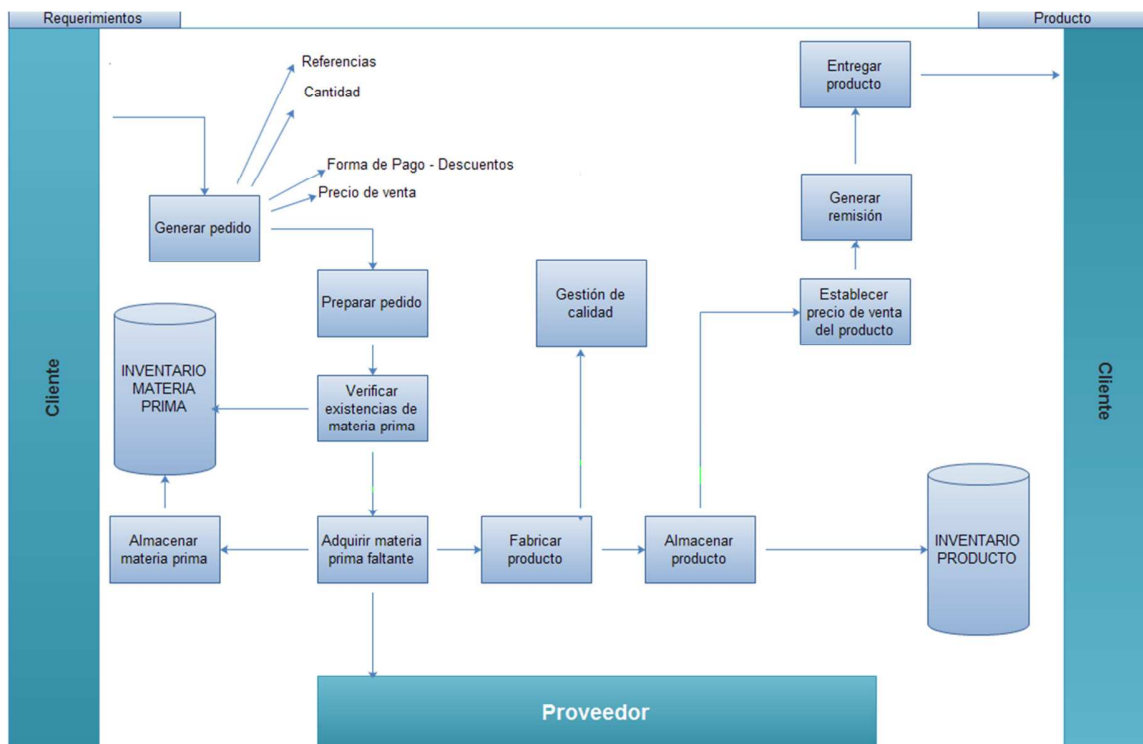 Requerimientos
Producto
Referencias
Cantidad
Forma de Pago - Descuentos
Precio de venta
Generar pedido
Entregar
producto
Generar
remisión
Preparar pedido
Gestión de
calidad
Establecer
precio de venta
del producto
INVENTARIO
MATERIA
PRIMA
Verificar
existencias de
materia prima
Cliente
Cliente
Almacenar
materia prima
Adquirir materia
prima faltante
Fabricar
producto
Almacenar
producto
INVENTARIO
PRODUCTO
Proveedor